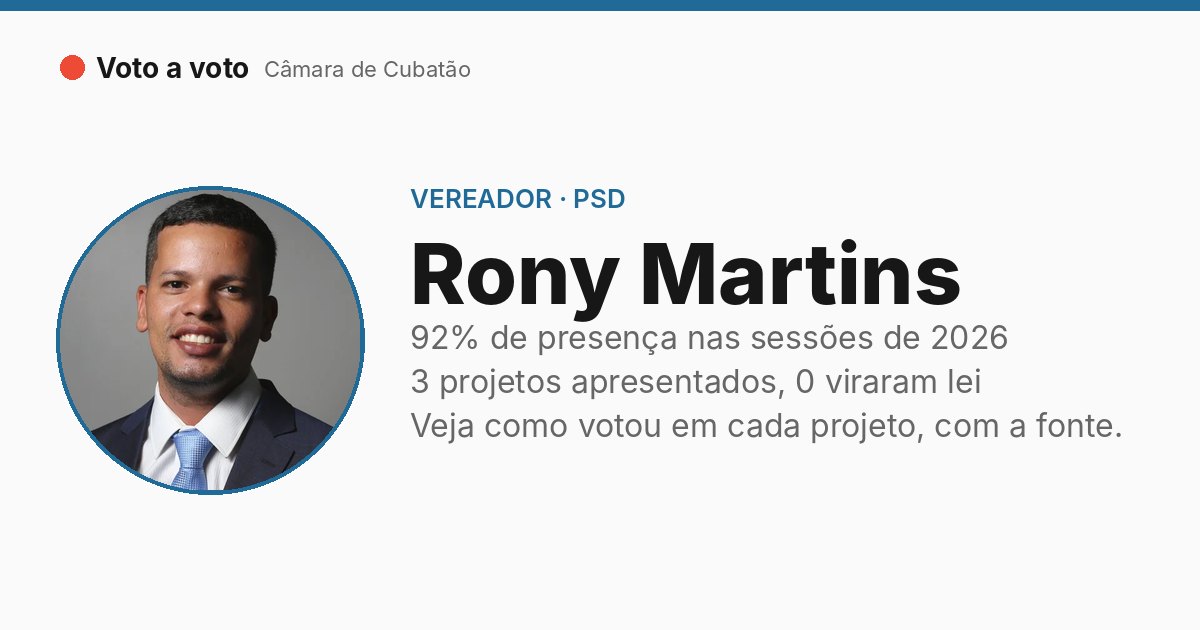 Voto a voto Câmara de Cubatão
VEREADOR · PSD
Rony Martins
92% de presença nas sessões de 2026
3 projetos apresentados, 0 viraram lei
Veja como votou em cada projeto, com a fonte.